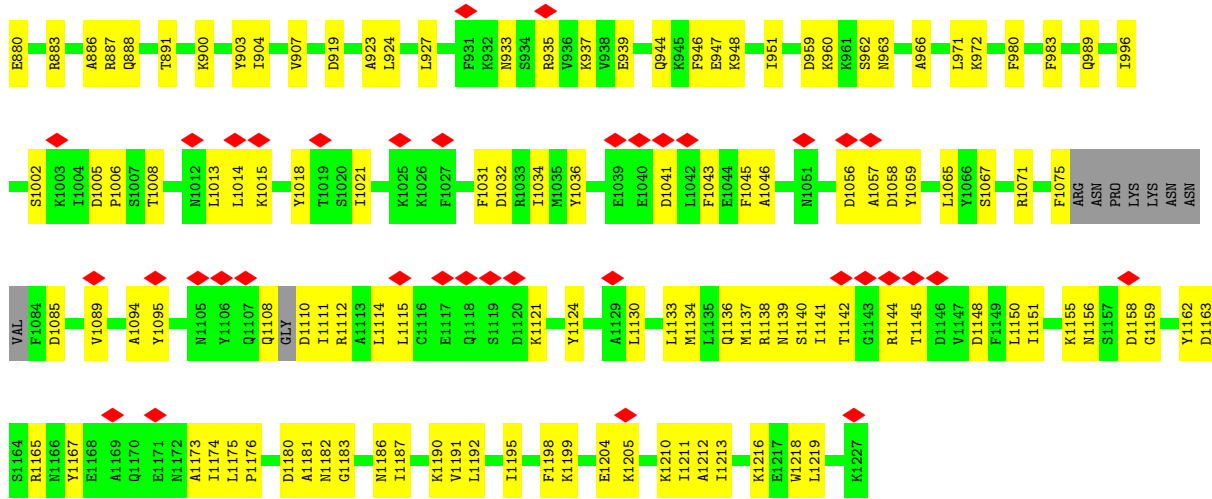 E880 R883 A886 R887 Q888 T891 K900 Y903 I904 V907 D919 A923 L924 L927 F931 K932 N933 S934 R935 V936 K937 V938 E939 Q944 K945 F946 E947 K948 I951 D959 K960 K961 S962 N963 A966 L971 K972 F980 F983 Q989 I996
S1002 K1003 I1004 D1005 P1006 S1007 T1008 N1012 L1013 L1014 K1015 Y1018 T1019 S1020 I1021 K1025 K1026 F1027 F1031 D1032 R1033 I1034 M1035 Y1036 E1039 E1040 D1041 L1042 F1043 E1044 F1045 A1046 N1051 D1056 A1057 D1058 Y1059 L1065 Y1066 S1067 R1071 F1075 ARG ASN PRO LYS LYS ASN ASN
VAL F1084 D1085 V1089 A1094 Y1095 N1105 Y1106 Q1107 Q1108 GLY D1110 I1111 R1112 A1113 L1114 L1115 C1116 E1117 Q1118 S1119 D1120 K1121 Y1124 A1129 L1130 L1133 M1134 L1135 Q1136 M1137 R1138 N1139 S1140 I1141 T1142 G1143 R1144 T1145 D1146 V1147 D1148 F1149 L1150 I1151 K1155 N1156 S1157 D1158 G1159 Y1162 D1163
S1164 R1165 N1166 Y1167 E1168 A1169 Q1170 E1171 N1172 A1173 I1174 L1175 P1176 D1180 A1181 N1182 G1183 N1186 I1187 K1190 V1191 L1192 I1195 F1198 K1199 E1204 K1205 K1210 I1211 A1212 I1213 K1216 E1217 W1218 L1219 K1227